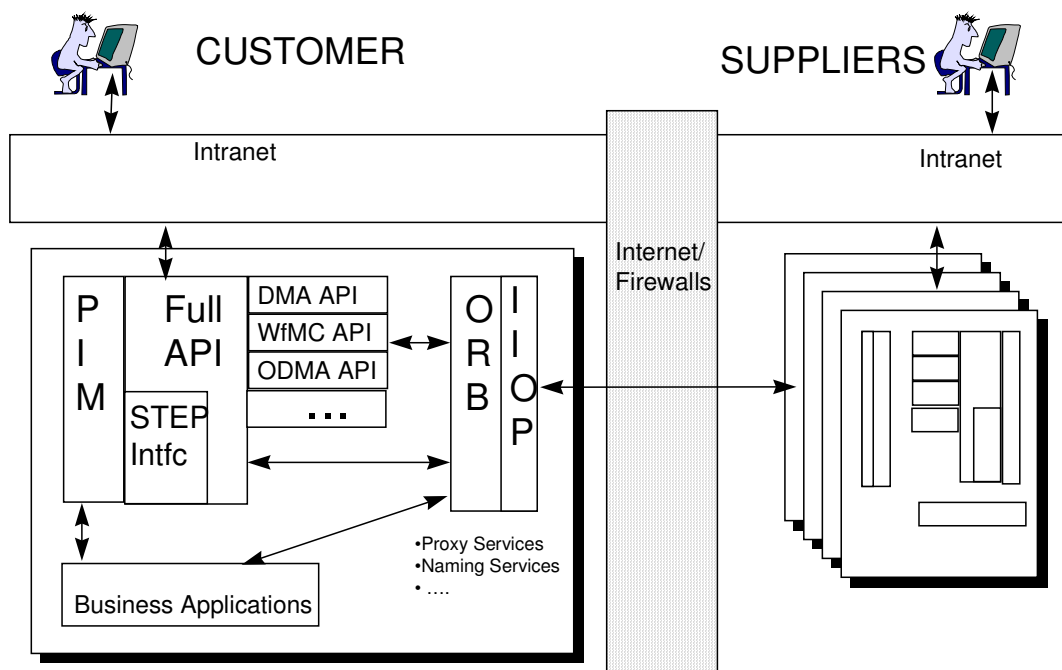 CUSTOMER
SUPPLIERS
Intranet
Intranet
Internet/
Firewalls
P
I
M
Full
API
STEP
Intfc
DMA API
WfMC API
ODMA API
...
O
R
B
I
I
O
P
•Proxy Services
•Naming Services
• ....
Business Applications